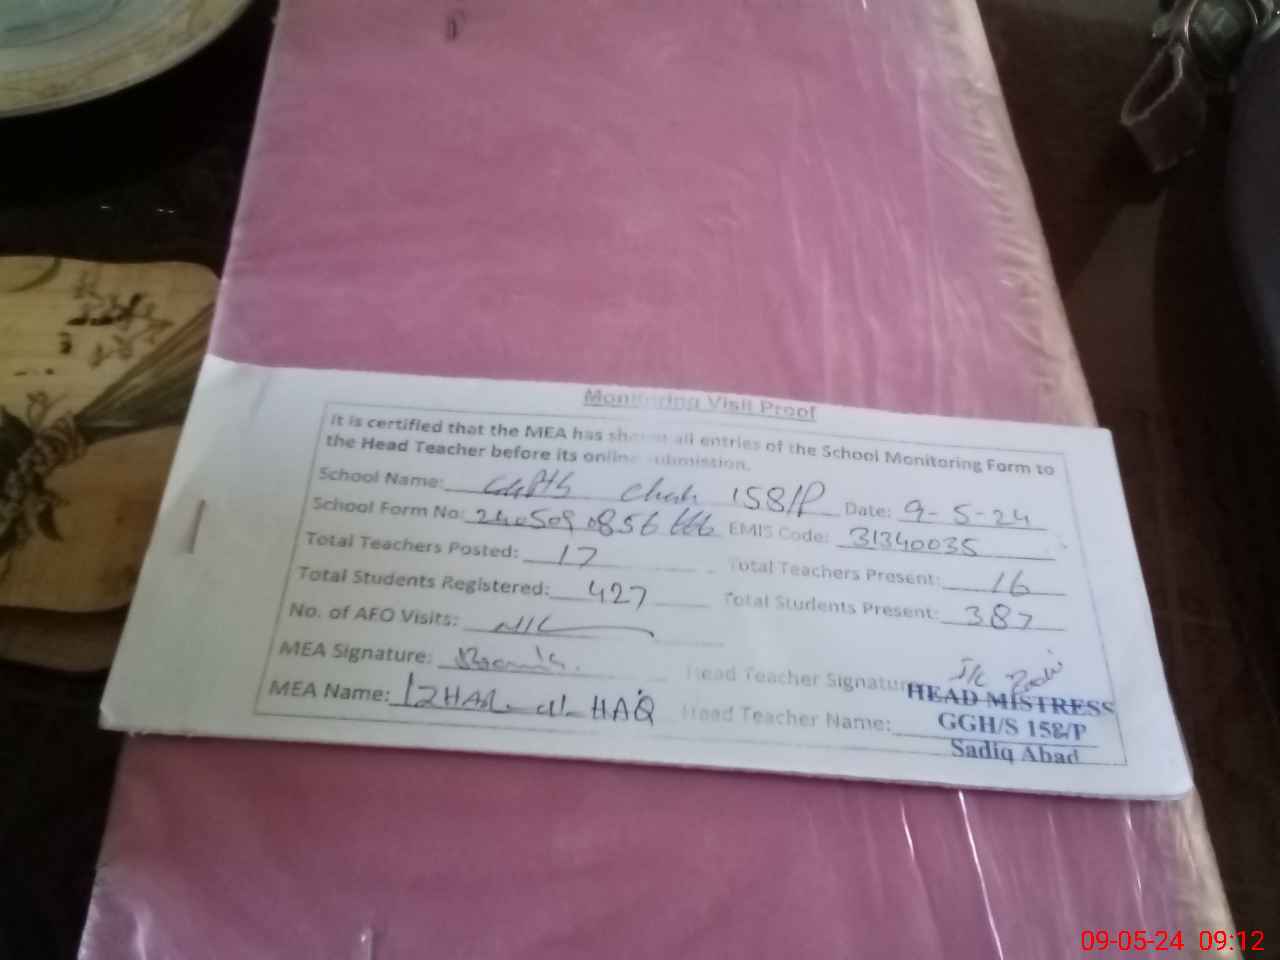 Monitoring Visit Proof
It is certified that the MEA has shown all entries of the School Monitoring Form to
the Head Teacher before its online submission.
School Name: GGHS Chak 158/P Date: 9-5-24
School Form No: 240509 0856 666 EMIS Code: 31340035
Total Teachers Posted: 17 Total Teachers Present: 16
Total Students Registered: 427 Total Students Present: 387
No. of AEO Visits: NIL
MEA Signature: Head Teacher Signature
MEA Name: IZHAR ul HAQ Head Teacher Name:
HEAD MISTRESS
GGH/S 158/P
Sadiq Abad
09-05-24 09:12